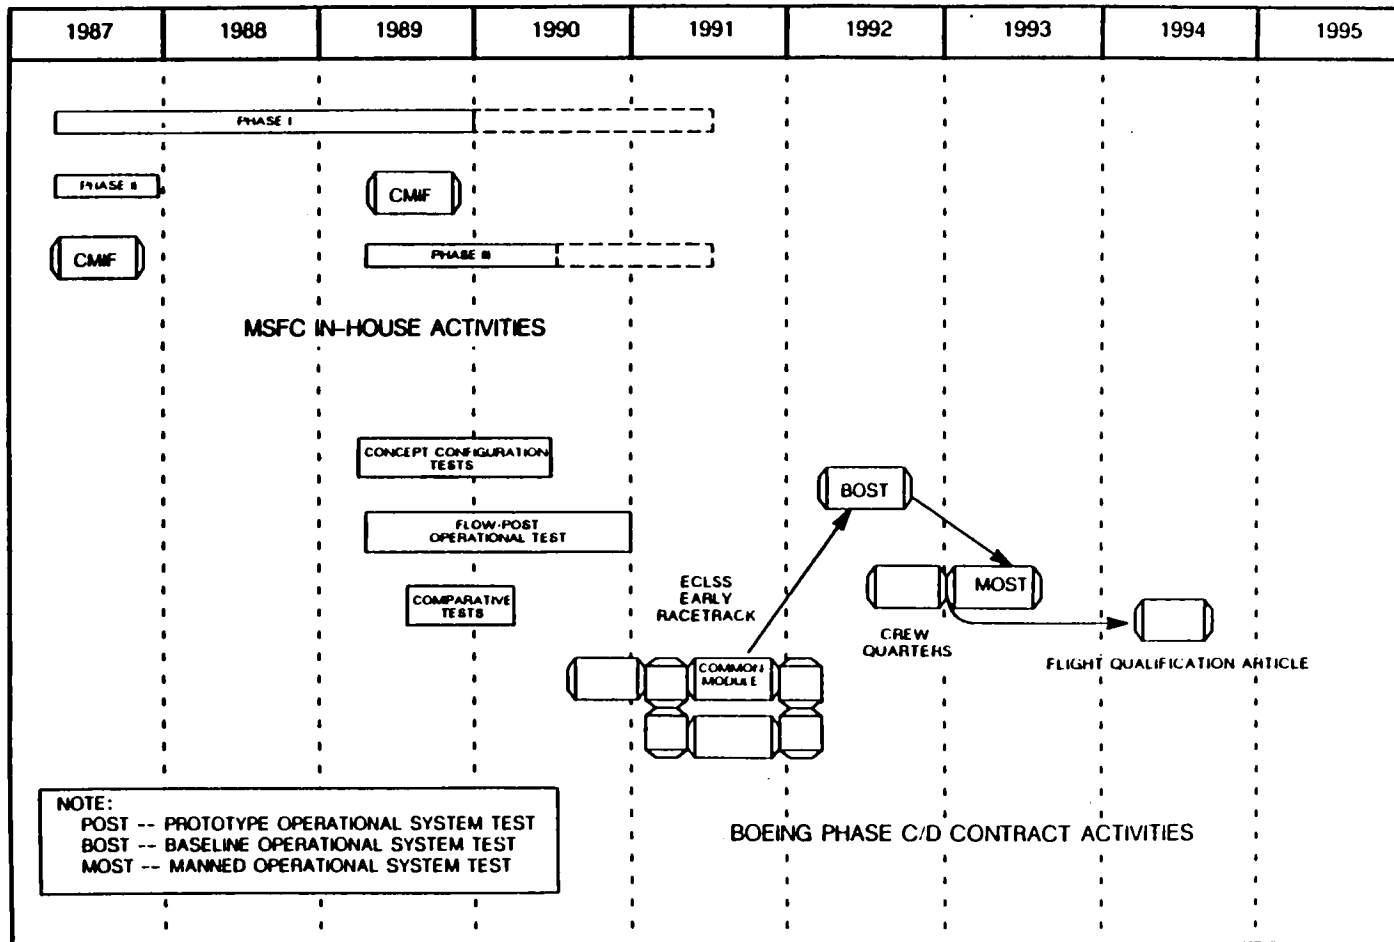 1987 1988 1989 1990 1991 1992 1993 1994 1995
PHASE I
PHASE II
CMIF
CMIF
PHASE III
MSFC IN-HOUSE ACTIVITIES
CONCEPT CONFIGURATION
TESTS
BOST
FLOW-POST
OPERATIONAL TEST
ECLSS
EARLY
RACETRACK
MOST
COMPARATIVE
TESTS
CREW
QUARTERS
FLIGHT QUALIFICATION ARTICLE
COMMON
MODULE
NOTE:
POST -- PROTOTYPE OPERATIONAL SYSTEM TEST
BOST -- BASELINE OPERATIONAL SYSTEM TEST
MOST -- MANNED OPERATIONAL SYSTEM TEST
BOEING PHASE C/D CONTRACT ACTIVITIES